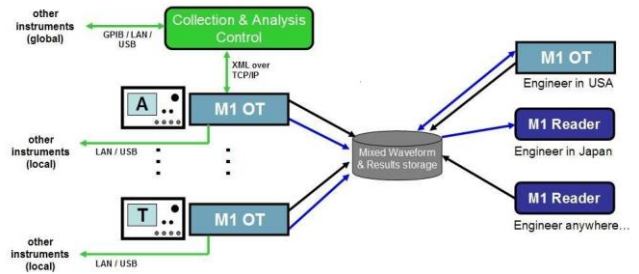 other
instruments
(global)
GPIB / LAN /
USB
Collection & Analysis
Control
XML over
TCP/IP
A
M1 OT
other
instruments
(local)
LAN / USB
T
M1 OT
other
instruments
(local)
LAN / USB
Mixed Waveform
& Results storage
M1 OT
Engineer in USA
M1 Reader
Engineer in Japan
M1 Reader
Engineer anywhere...